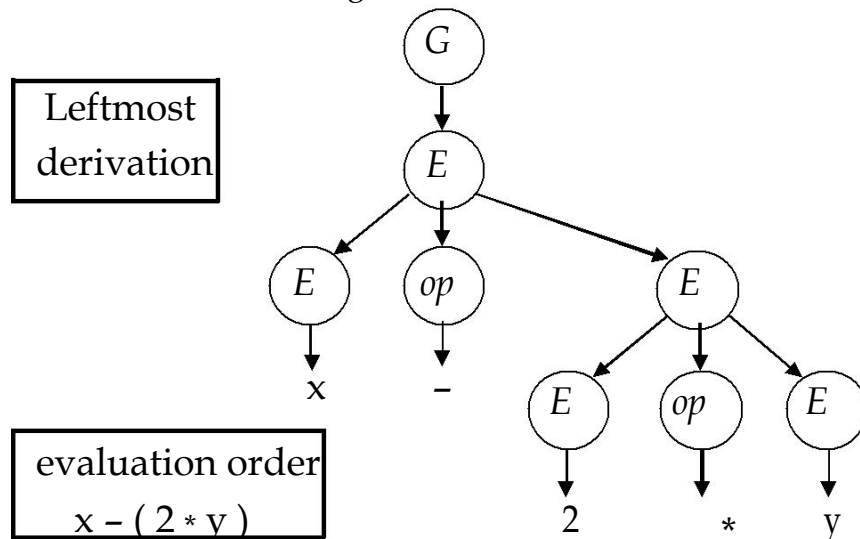 G
Leftmost
derivation
E
E op E
x –
E op E
evaluation order
x – ( 2 * y )
2 * y